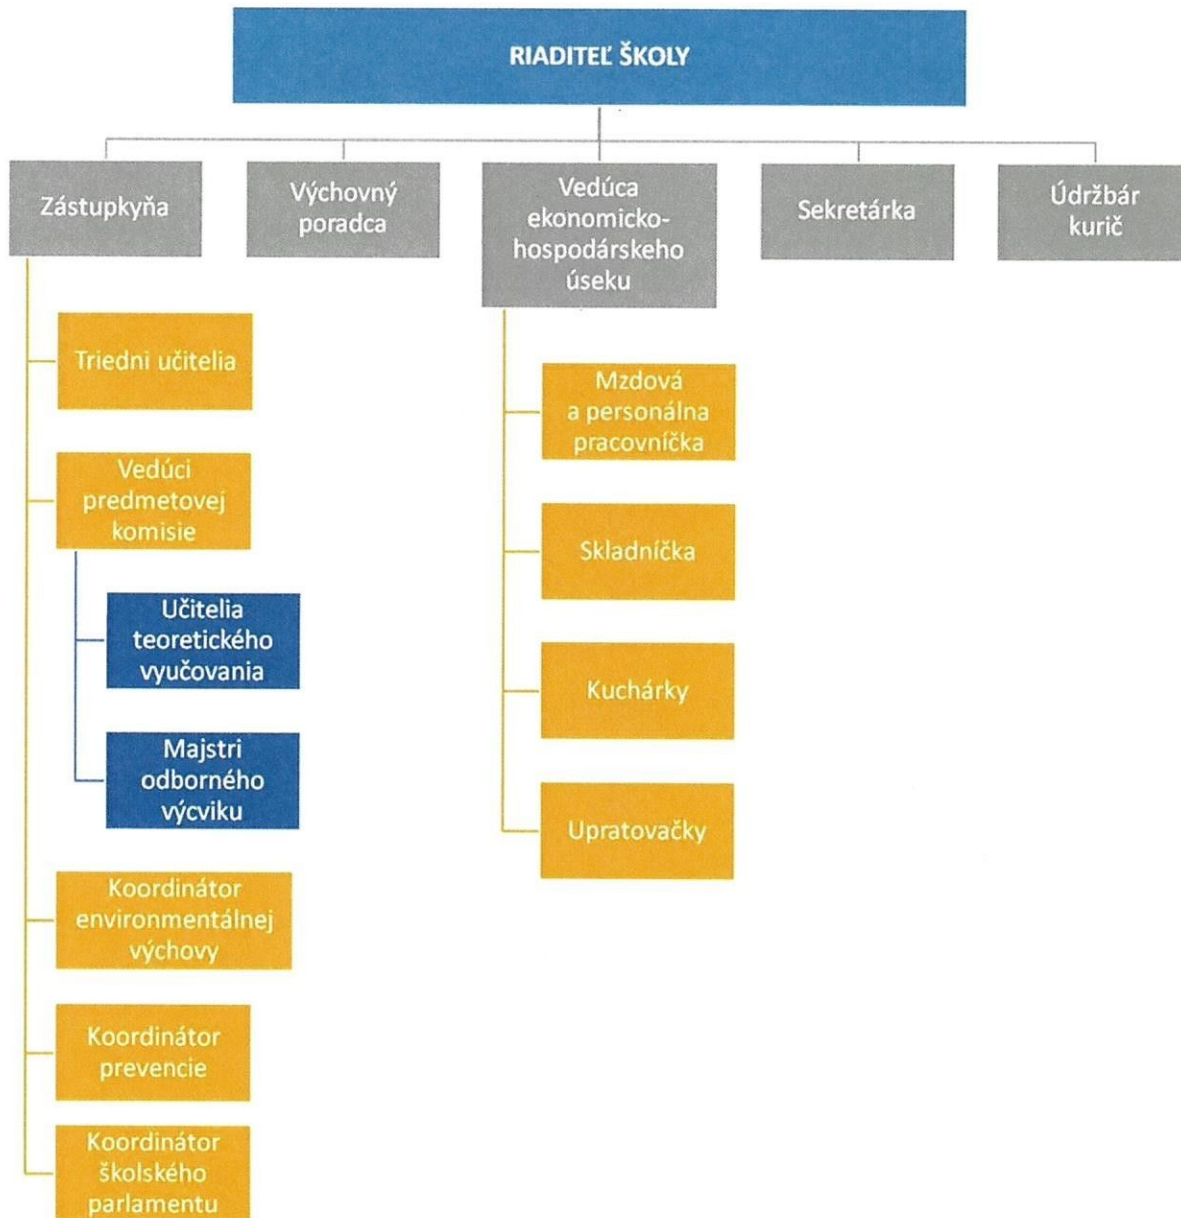 RIADITEĽ ŠKOLY
Zástupkyňa
Výchovný
poradca
Vedúca
ekonomicko-
hospodárskeho
úseku
Sekretárka
Údržbár
kurič
Triedni učitelia
Vedúci
predmetovej
komisie
Učitelia
teoretického
vyučovania
Majstri
odborného
výcviku
Koordinátor
environmentálnej
výchovy
Koordinátor
prevencie
Koordinátor
školského
parlamentu
Mzdová
a personálna
pracovníčka
Skladníčka
Kuchárky
Upratovačky